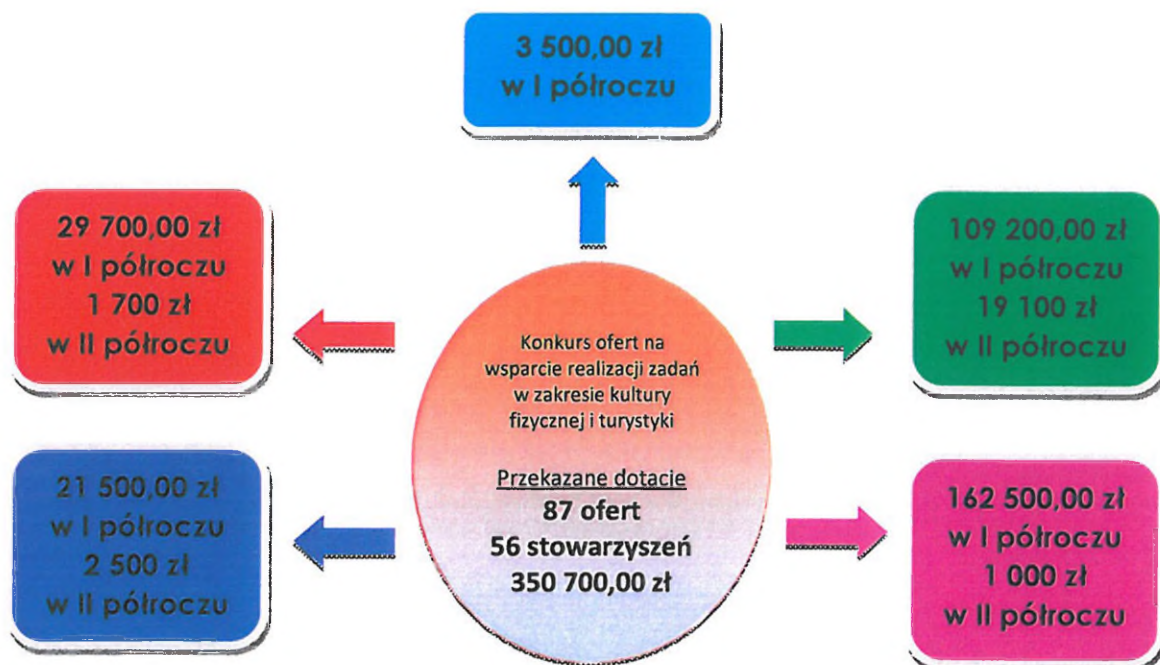 3 500,00 zł
w I półroczu
29 700,00 zł
w I półroczu
1 700 zł
w II półroczu
109 200,00 zł
w I półroczu
19 100 zł
w II półroczu
Konkurs ofert na
wsparcie realizacji zadań
w zakresie kultury
fizycznej i turystyki
Przekazane dotacje
87 ofert
56 stowarzyszeń
350 700,00 zł
21 500,00 zł
w I półroczu
2 500 zł
w II półroczu
162 500,00 zł
w I półroczu
1 000 zł
w II półroczu